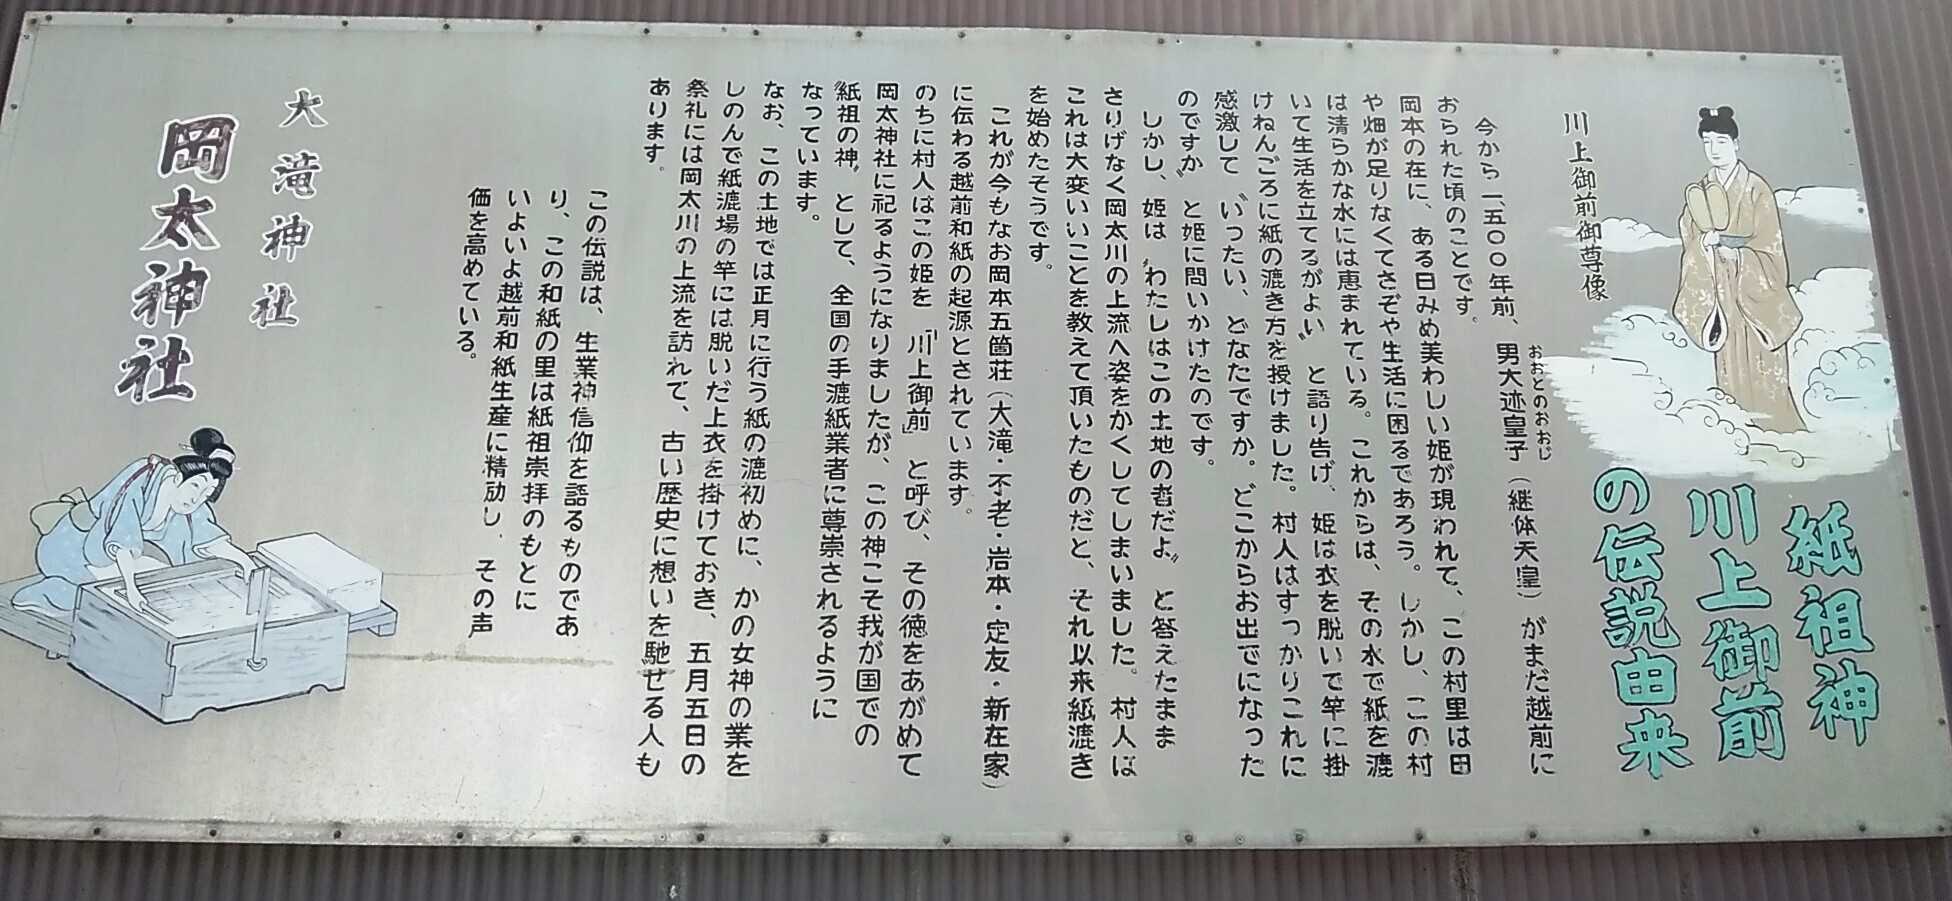 紙祖神
川上御前
の伝説由来
川上御前御尊像
今から一、五〇〇年前、男大迹皇子（継体天皇）がまだ越前に
おおとのおおじ
おられた頃のことです。
岡本の在に、ある日みめ美わしい姫が現われて、この村里は田
や畑が足りなくてさぞや生活に困るであろう。しかし、この村
は清らかな水には恵まれている。これからは、その水で紙を漉
いて生活を立てるがよい〟と語り告げ、姫は衣を脱いで竿に掛
けねんごろに紙の漉き方を授けました。村人はすっかりこれに
感激して〝いったい、どなたですか。どこからお出でになった
のですか〟と姫に問いかけたのです。
しかし、姫は〝わたしはこの土地の者だよ〟と答えたまま
さりげなく岡太川の上流へ姿をかくしてしまいました。村人は
これは大変いいことを教えて頂いたものだと、それ以来紙漉き
を始めたそうです。
これが今もなお岡本五箇荘（大滝・不老・岩本・定友・新在家）
に伝わる越前和紙の起源とされています。
のちに村人はこの姫を「川上御前」と呼び、その徳をあがめて
岡太神社に祀るようになりましたが、この神こそ我が国での
〝紙祖の神〟として、全国の手漉紙業者に尊崇されるように
なっています。
なお、この土地では正月に行う紙の漉初めに、かの女神の業を
しのんで紙漉場の竿には脱いだ上衣を掛けておき、五月五日の
祭礼には岡太川の上流を訪れて、古い歴史に想いを馳せる人も
あります。
この伝説は、生業神信仰を語るものであ
り、この和紙の里は紙祖崇拝のもとに
いよいよ越前和紙生産に精励し、その声
価を高めている。
大滝神社
岡太神社